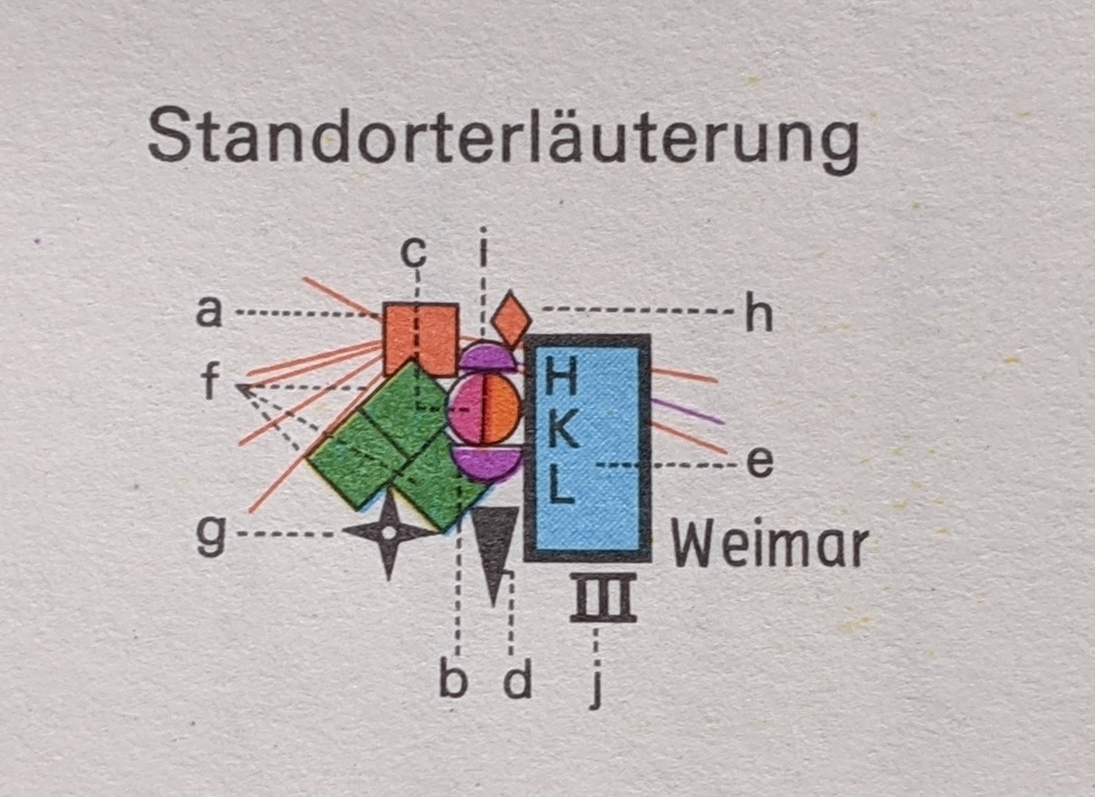 Standorterläuterung
c i
a h
f
H
K
L
e
g
Weimar
III
b d j